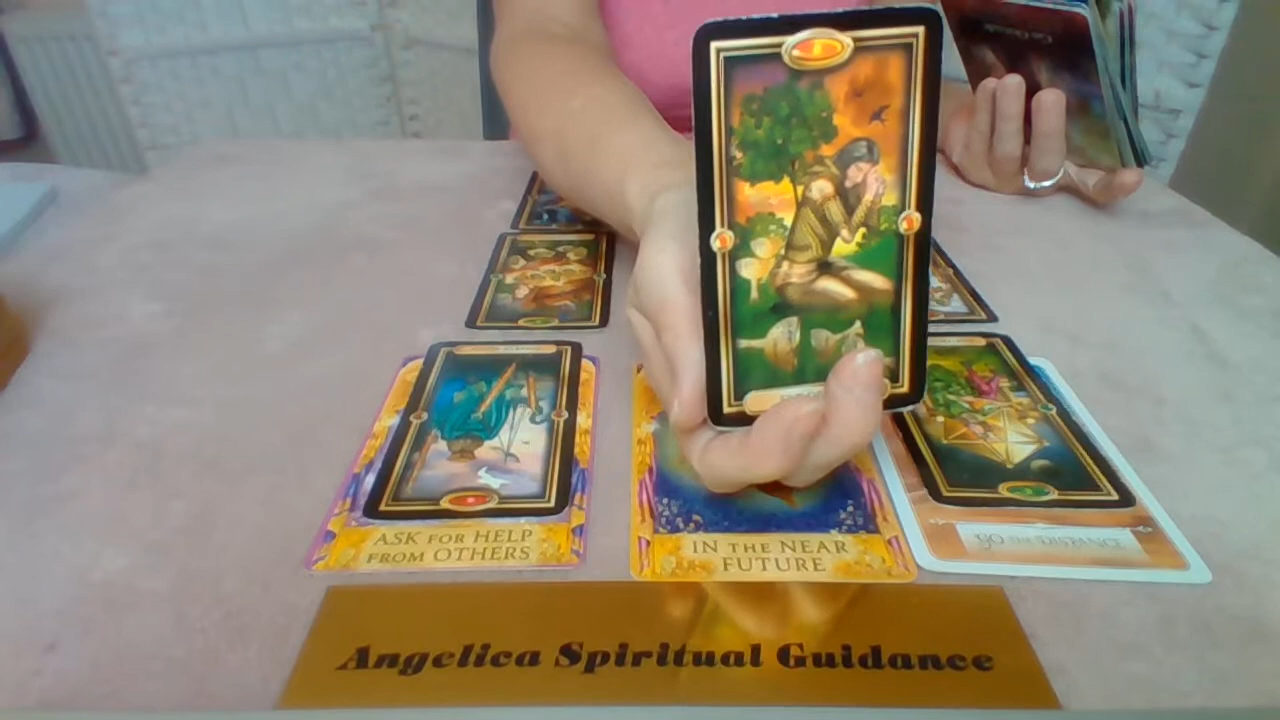 ASK FOR HELP
FROM OTHERS
IN THE NEAR
FUTURE
GO THE DISTANCE
Angelica Spiritual Guidance